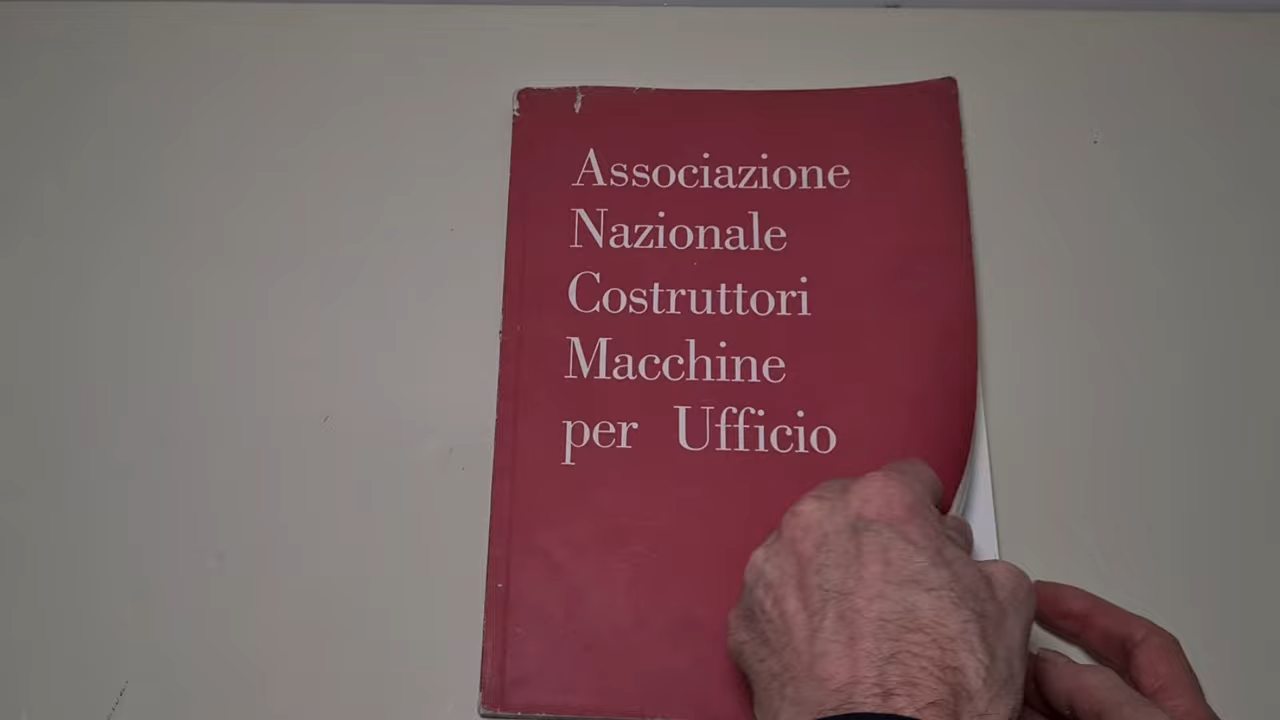 Associazione
Nazionale
Costruttori
Macchine
per Ufficio